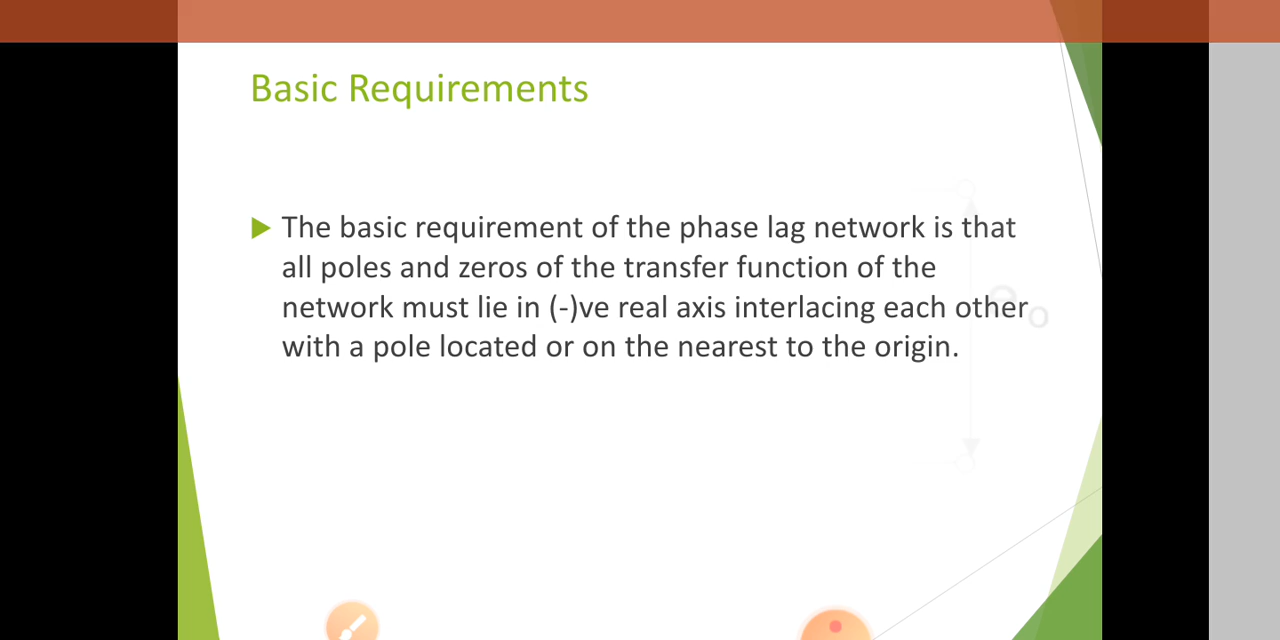 Basic Requirements
The basic requirement of the phase lag network is that
all poles and zeros of the transfer function of the
network must lie in (-)ve real axis interlacing each other
with a pole located or on the nearest to the origin.